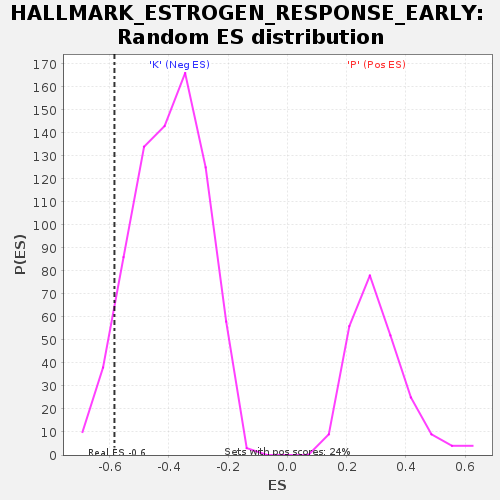 HALLMARK_ESTROGEN_RESPONSE_EARLY:
Random ES distribution
'K' (Neg ES)
'P' (Pos ES)
170
160
150
140
130
120
110
100
90
80
70
60
50
40
30
20
10
0
P(ES)
Real ES -0.6
Sets with pos scores: 24%
-0.6 -0.4 -0.2 0.0 0.2 0.4 0.6
ES